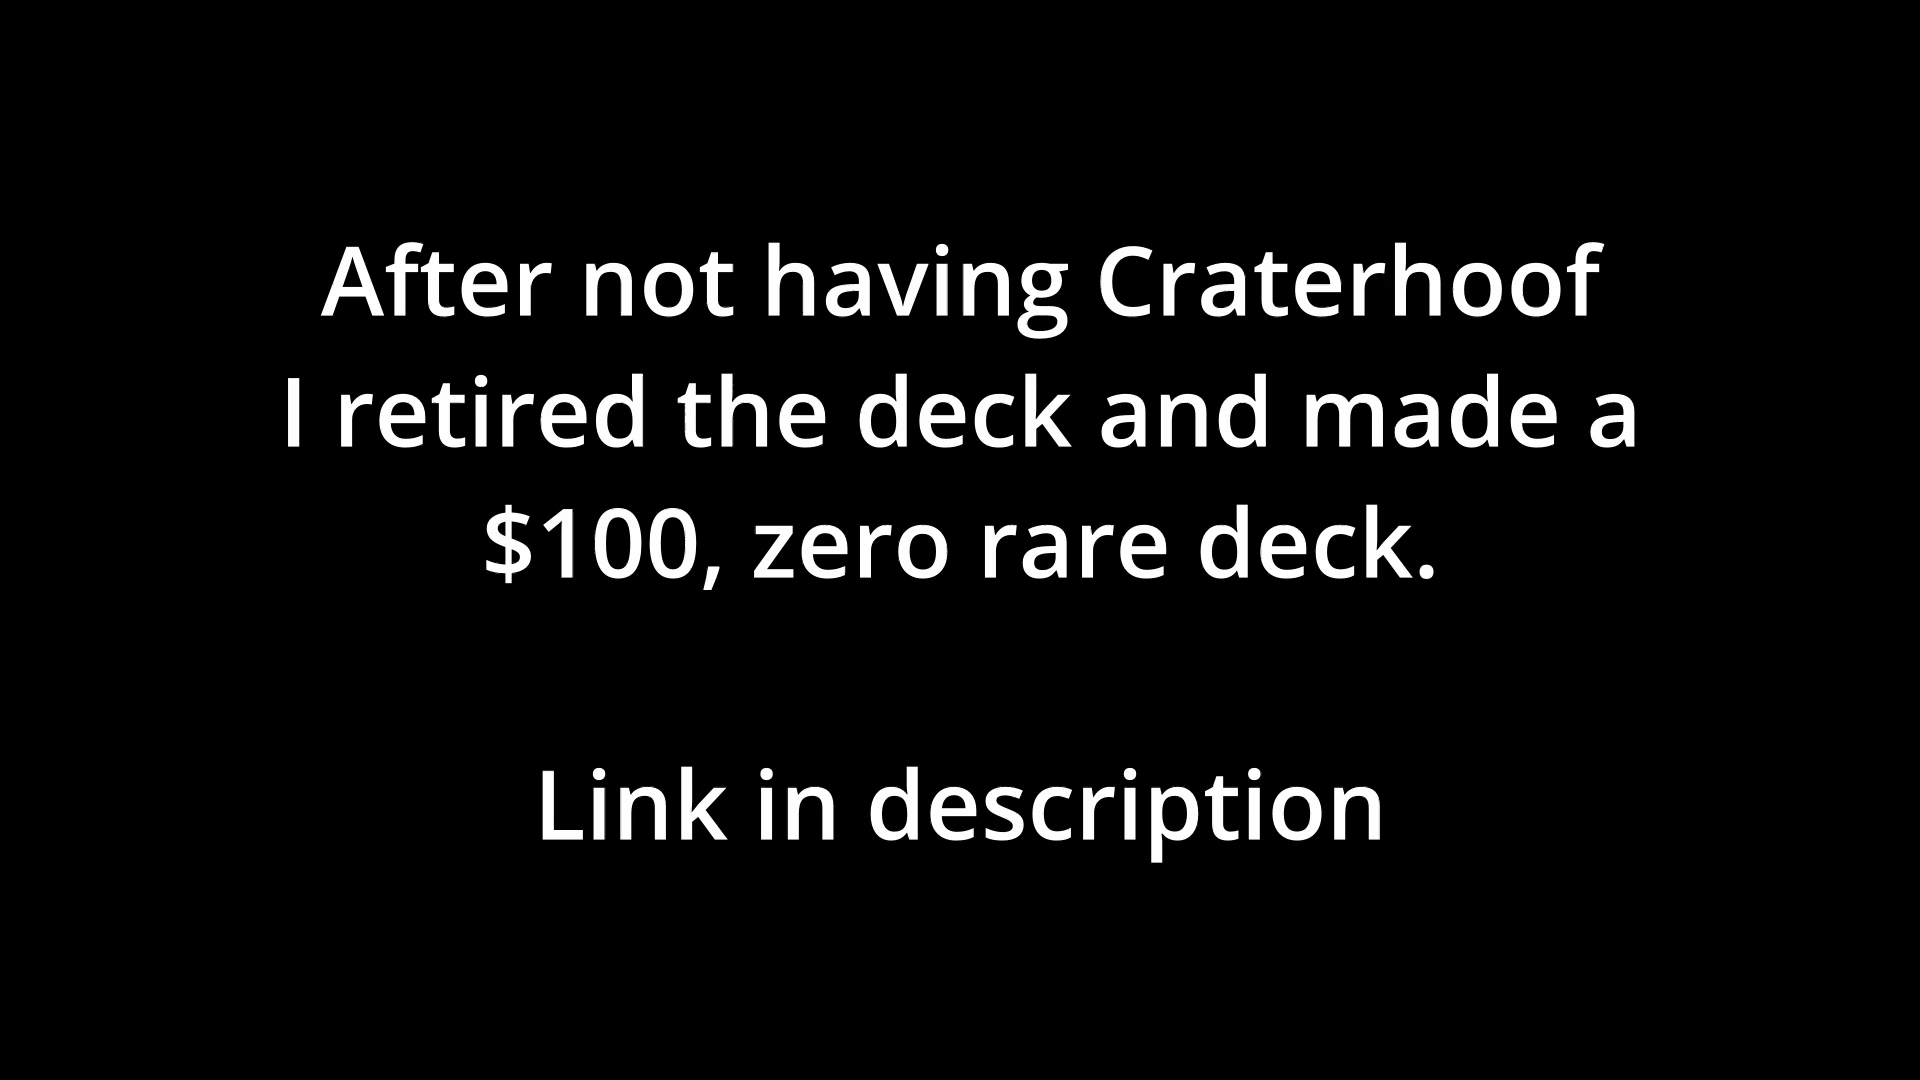 After not having Craterhoof
I retired the deck and made a
$100, zero rare deck.
Link in description